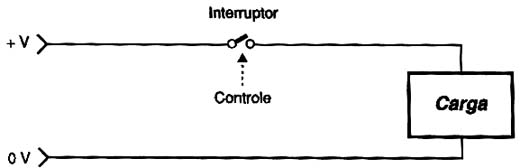 Interruptor
+ V
Controle
Carga
0 V